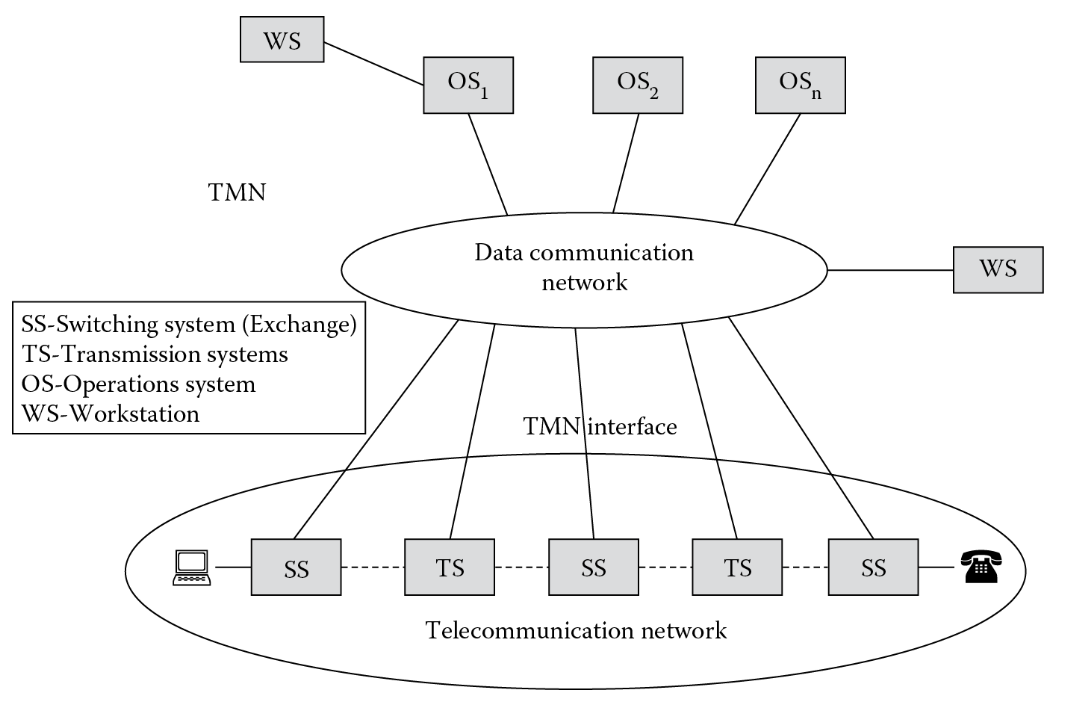 WS
OS1
OS2
OSn
TMN
Data communication
network
WS
SS-Switching system (Exchange)
TS-Transmission systems
OS-Operations system
WS-Workstation
TMN interface
SS
TS
SS
TS
SS
Telecommunication network